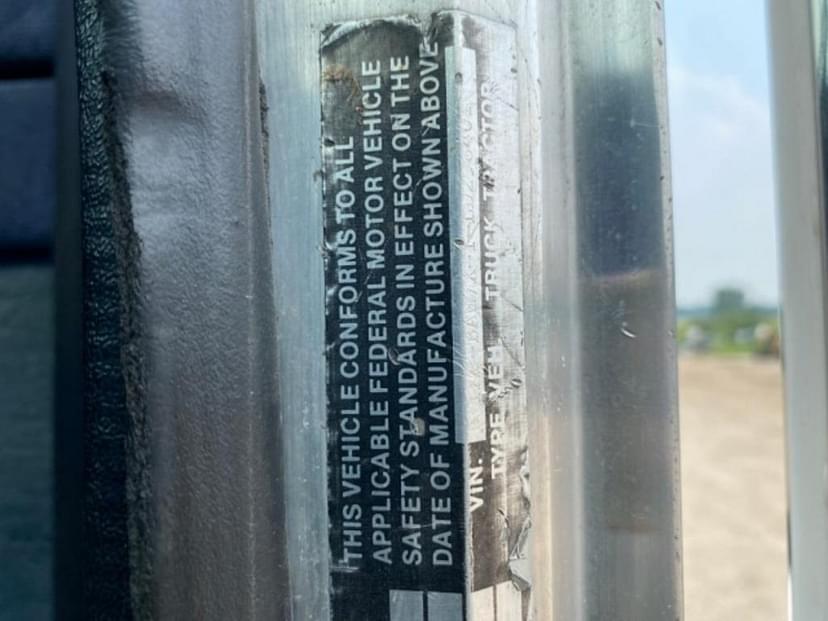 THIS VEHICLE CONFORMS TO ALL
APPLICABLE FEDERAL MOTOR VEHICLE
SAFETY STANDARDS IN EFFECT ON THE
DATE OF MANUFACTURE SHOWN ABOVE
VIN.
TYPE VEH. TRUCK TRACTOR